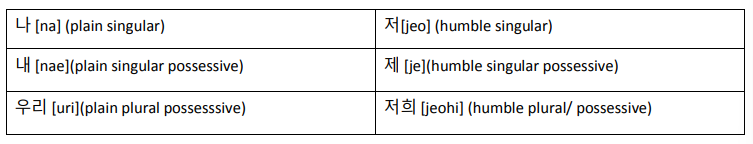 나 [na] (plain singular)
저[jeo] (humble singular)
내 [nae](plain singular possessive)
제 [je](humble singular possessive)
우리 [uri](plain plural possesssive)
저희 [jeohi] (humble plural/ possessive)